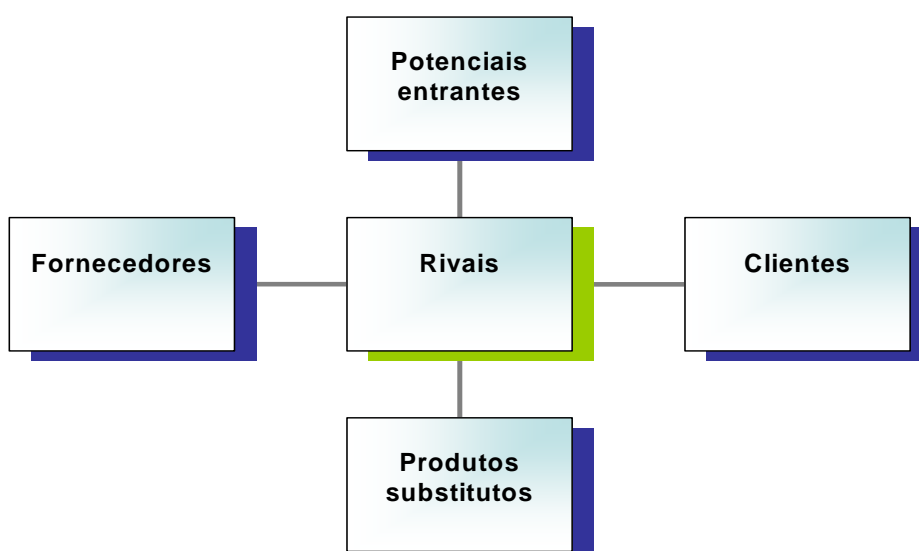 Potenciais
entrantes
Fornecedores
Rivais
Clientes
Produtos
substitutos